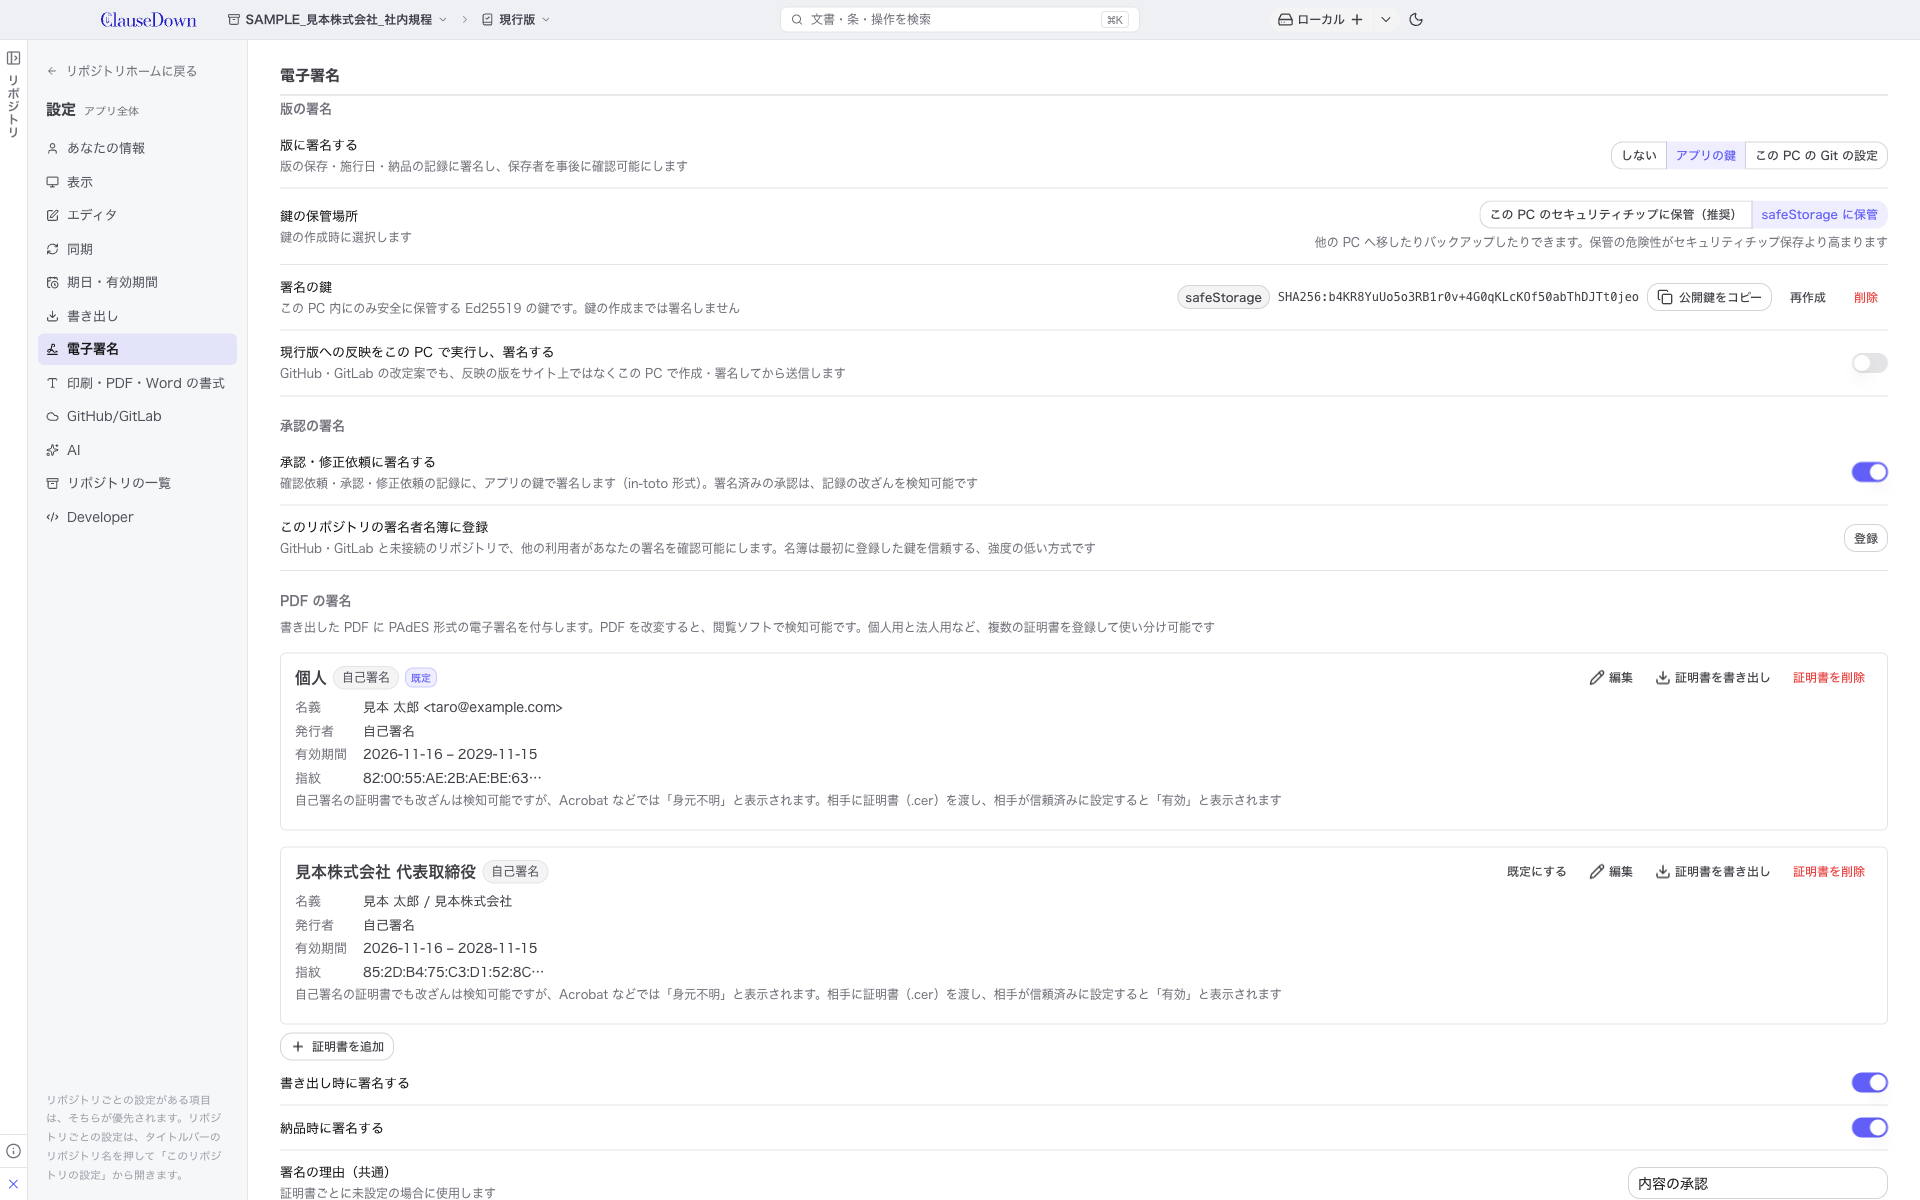 ClauseDown
SAMPLE_見本株式会社_社内規程
現行版
文書・条・操作を検索
⌘K
ローカル
リポジトリ
リポジトリホームに戻る
設定 アプリ全体
あなたの情報
表示
エディタ
同期
期日・有効期間
書き出し
電子署名
印刷・PDF・Word の書式
GitHub/GitLab
AI
リポジトリの一覧
Developer
リポジトリごとの設定がある項目
は、そちらが優先されます。リポジ
トリごとの設定は、タイトルバーの
リポジトリ名を押して「このリポジ
トリの設定」から開きます。
電子署名
版の署名
版に署名する
版の保存・施行日・納品の記録に署名し、保存者を事後に確認可能にします
しない アプリの鍵 この PC の Git の設定
鍵の保管場所
鍵の作成時に選択します
この PC のセキュリティチップに保管（推奨） safeStorage に保管
他の PC へ移したりバックアップしたりできます。保管の危険性がセキュリティチップ保存より高まります
署名の鍵
この PC 内にのみ安全に保管する Ed25519 の鍵です。鍵の作成までは署名しません
safeStorage SHA256:b4KR8YuUo5o3RB1r0v+4G0qKLcKOf50abThDJTt0jeo 公開鍵をコピー 再作成 削除
現行版への反映をこの PC で実行し、署名する
GitHub・GitLab の改定案でも、反映の版をサイト上ではなくこの PC で作成・署名してから送信します
承認の署名
承認・修正依頼に署名する
確認依頼・承認・修正依頼の記録に、アプリの鍵で署名します（in-toto 形式）。署名済みの承認は、記録の改ざんを検知可能です
このリポジトリの署名者名簿に登録
GitHub・GitLab と未接続のリポジトリで、他の利用者があなたの署名を確認可能にします。名簿は最初に登録した鍵を信頼する、強度の低い方式です
登録
PDF の署名
書き出した PDF に PAdES 形式の電子署名を付与します。PDF を改変すると、閲覧ソフトで検知可能です。個人用と法人用など、複数の証明書を登録して使い分け可能です
個人 自己署名 既定
編集 証明書を書き出し 証明書を削除
名義 見本 太郎 <taro@example.com>
発行者 自己署名
有効期間 2026-11-16 – 2029-11-15
指紋 82:00:55:AE:2B:AE:BE:63…
自己署名の証明書でも改ざんは検知可能ですが、Acrobat などでは「身元不明」と表示されます。相手に証明書（.cer）を渡し、相手が信頼済みに設定すると「有効」と表示されます
見本株式会社 代表取締役 自己署名
既定にする 編集 証明書を書き出し 証明書を削除
名義 見本 太郎 / 見本株式会社
発行者 自己署名
有効期間 2026-11-16 – 2028-11-15
指紋 85:2D:B4:75:C3:D1:52:8C…
自己署名の証明書でも改ざんは検知可能ですが、Acrobat などでは「身元不明」と表示されます。相手に証明書（.cer）を渡し、相手が信頼済みに設定すると「有効」と表示されます
証明書を追加
書き出し時に署名する
納品時に署名する
署名の理由（共通）
証明書ごとに未設定の場合に使用します
内容の承認